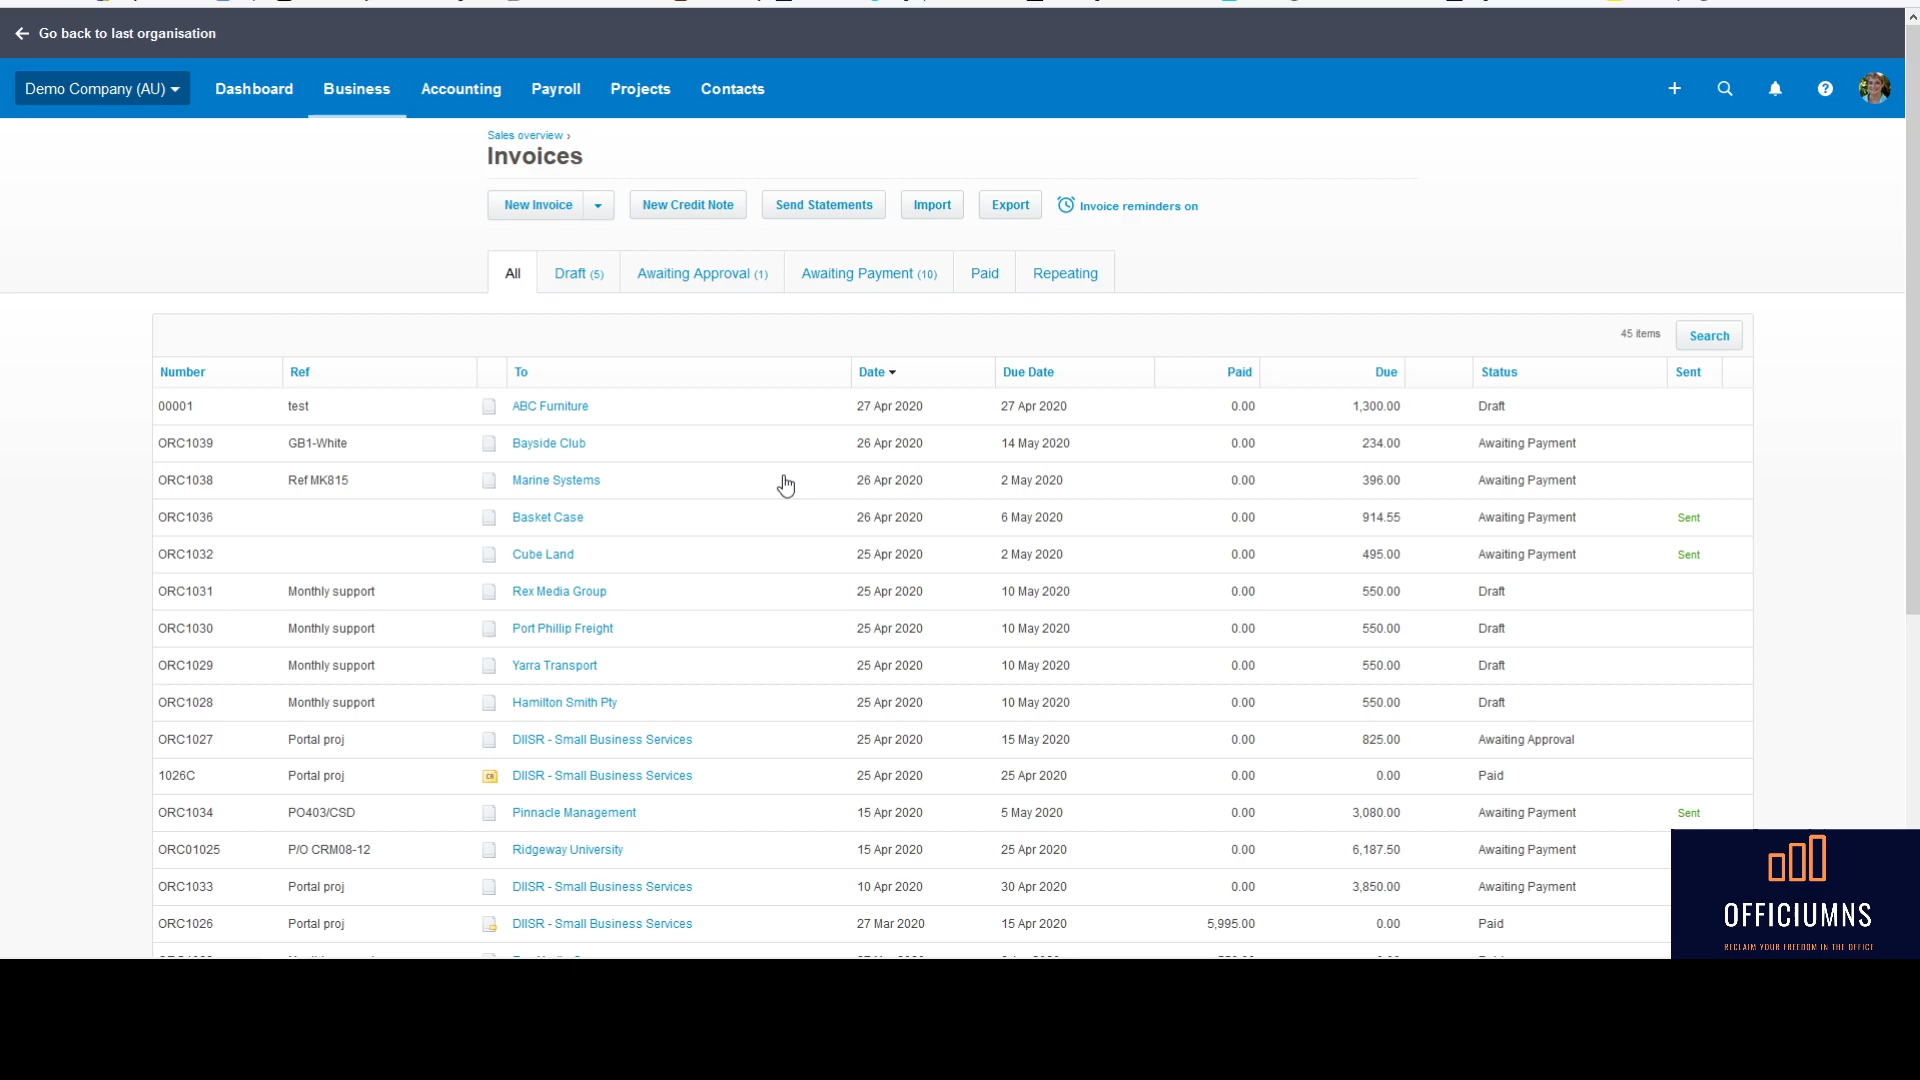 Go back to last organisation
Demo Company (AU) Dashboard Business Accounting Payroll Projects Contacts
Sales overview ›
Invoices
New Invoice New Credit Note Send Statements Import Export Invoice reminders on
All Draft (5) Awaiting Approval (1) Awaiting Payment (10) Paid Repeating
45 items Search
Number Ref To Date Due Date Paid Due Status Sent
00001 test ABC Furniture 27 Apr 2020 27 Apr 2020 0.00 1,300.00 Draft
ORC1039 GB1-White Bayside Club 26 Apr 2020 14 May 2020 0.00 234.00 Awaiting Payment
ORC1038 Ref MK815 Marine Systems 26 Apr 2020 2 May 2020 0.00 396.00 Awaiting Payment
ORC1036 Basket Case 26 Apr 2020 6 May 2020 0.00 914.55 Awaiting Payment Sent
ORC1032 Cube Land 25 Apr 2020 2 May 2020 0.00 495.00 Awaiting Payment Sent
ORC1031 Monthly support Rex Media Group 25 Apr 2020 10 May 2020 0.00 550.00 Draft
ORC1030 Monthly support Port Phillip Freight 25 Apr 2020 10 May 2020 0.00 550.00 Draft
ORC1029 Monthly support Yarra Transport 25 Apr 2020 10 May 2020 0.00 550.00 Draft
ORC1028 Monthly support Hamilton Smith Pty 25 Apr 2020 10 May 2020 0.00 550.00 Draft
ORC1027 Portal proj DIISR - Small Business Services 25 Apr 2020 15 May 2020 0.00 825.00 Awaiting Approval
1026C Portal proj CR DIISR - Small Business Services 25 Apr 2020 25 Apr 2020 0.00 0.00 Paid
ORC1034 PO403/CSD Pinnacle Management 15 Apr 2020 5 May 2020 0.00 3,080.00 Awaiting Payment Sent
ORC01025 P/O CRM08-12 Ridgeway University 15 Apr 2020 25 Apr 2020 0.00 6,187.50 Awaiting Payment
ORC1033 Portal proj DIISR - Small Business Services 10 Apr 2020 30 Apr 2020 0.00 3,850.00 Awaiting Payment
ORC1026 Portal proj DIISR - Small Business Services 27 Mar 2020 15 Apr 2020 5,995.00 0.00 Paid
OFFICIUMNS
RECLAIM YOUR FREEDOM IN THE OFFICE